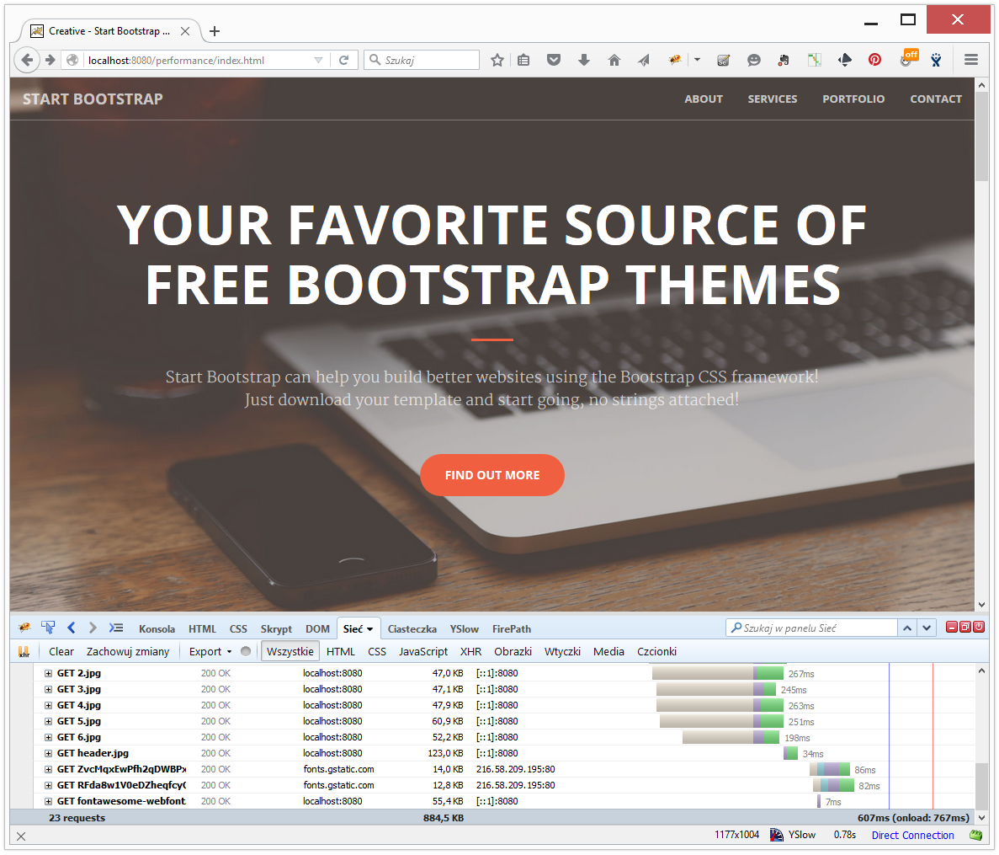 Creative - Start Bootstrap ...
localhost:8080/performance/index.html
Szukaj
off
START BOOTSTRAP
ABOUT SERVICES PORTFOLIO CONTACT
YOUR FAVORITE SOURCE OF
FREE BOOTSTRAP THEMES
Start Bootstrap can help you build better websites using the Bootstrap CSS framework!
Just download your template and start going, no strings attached!
FIND OUT MORE
Konsola HTML CSS Skrypt DOM Sieć Ciasteczka YSlow FirePath Szukaj w panelu Sieć
Clear Zachowuj zmiany Export Wszystkie HTML CSS JavaScript XHR Obrazki Wtyczki Media Czcionki
GET 2.jpg 200 OK localhost:8080 47,0 KB [::1]:8080 267ms
GET 3.jpg 200 OK localhost:8080 47,1 KB [::1]:8080 245ms
GET 4.jpg 200 OK localhost:8080 47,9 KB [::1]:8080 263ms
GET 5.jpg 200 OK localhost:8080 60,9 KB [::1]:8080 251ms
GET 6.jpg 200 OK localhost:8080 52,2 KB [::1]:8080 198ms
GET header.jpg 200 OK localhost:8080 123,0 KB [::1]:8080 34ms
GET ZvcMqxEwPfh2qDWBPx 200 OK fonts.gstatic.com 14,0 KB 216.58.209.195:80 86ms
GET RFda8w1V0eDZheqfcyC 200 OK fonts.gstatic.com 12,8 KB 216.58.209.195:80 82ms
GET fontawesome-webfont. 200 OK localhost:8080 55,4 KB [::1]:8080 7ms
23 requests 884,5 KB 607ms (onload: 767ms)
1177x1004 YSlow 0.78s Direct Connection